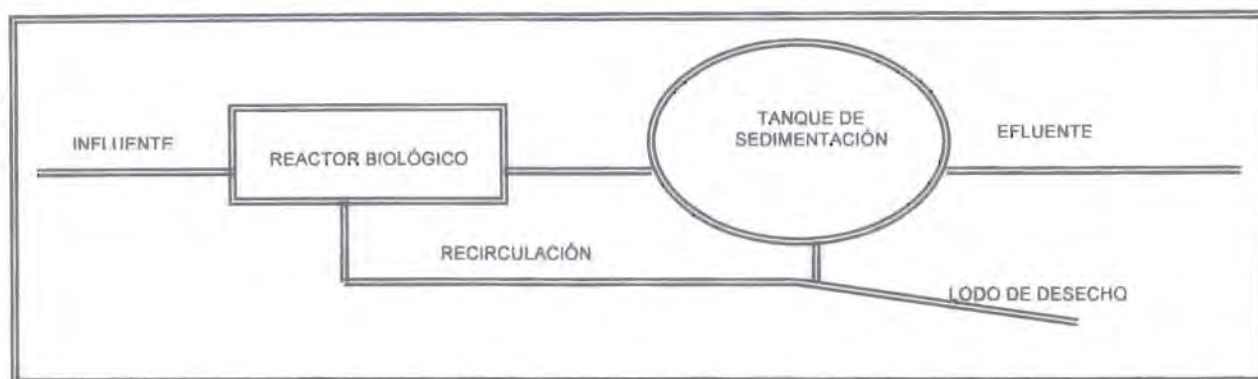 INFLUENTE
REACTOR BIOLÓGICO
TANQUE DE
SEDIMENTACIÓN
EFLUENTE
RECIRCULACIÓN
LODO DE DESECHO